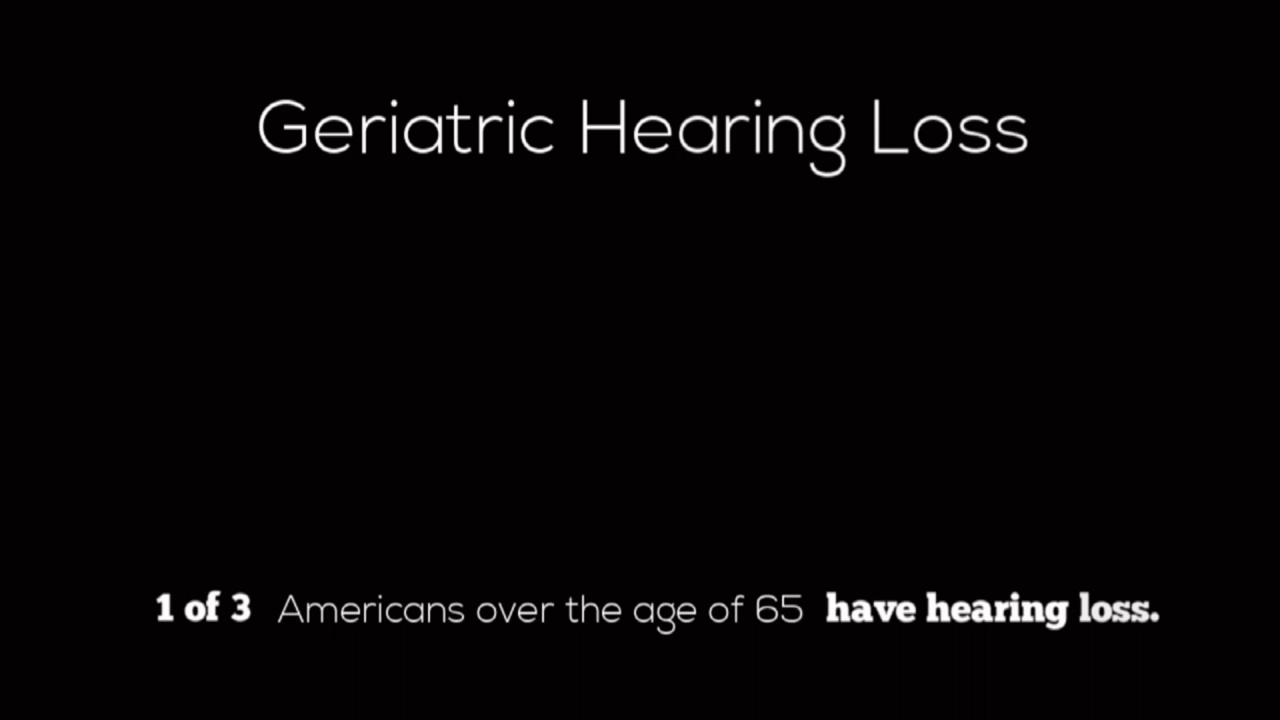 Geriatric Hearing Loss
1 of 3 Americans over the age of 65 have hearing loss.